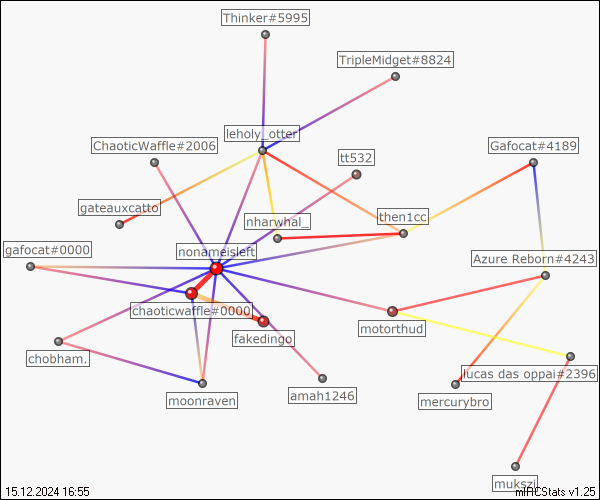 Thinker#5995
TripleMidget#8824
leholy_otter
ChaoticWaffle#2006
Gafocat#4189
tt532
gateauxcatto
then1cc
nharwhal_
gafocat#0000
nonameisleft
Azure Reborn#4243
chaoticwaffle#0000
motorthud
fakedingo
chobham.
lucas das oppai#2396
amah1246
moonraven
mercurybro
mukszi
15.12.2024 16:55
mIRCStats v1.25